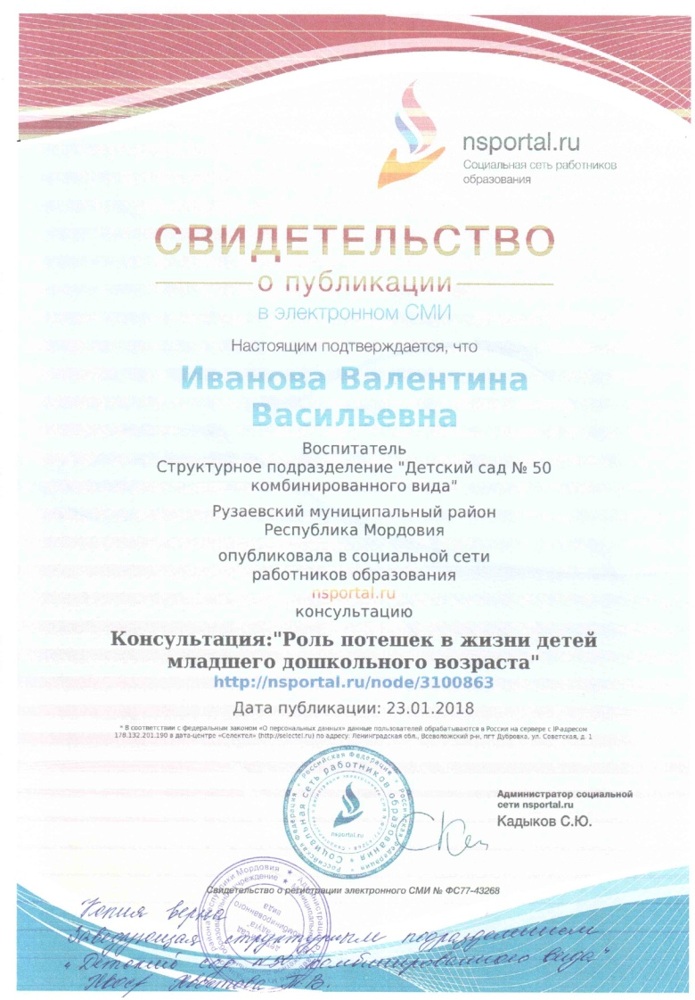 nsportal.ru
Социальная сеть работников
образования
СВИДЕТЕЛЬСТВО
о публикации
в электронном СМИ
Настоящим подтверждается, что
Иванова Валентина
Васильевна
Воспитатель
Структурное подразделение "Детский сад № 50
комбинированного вида"
Рузаевский муниципальный район
Республика Мордовия
опубликовала в социальной сети
работников образования
nsportal.ru
консультацию
Консультация:"Роль потешек в жизни детей
младшего дошкольного возраста"
http://nsportal.ru/node/3100863
Дата публикации: 23.01.2018
* В соответствии с федеральным законом «О персональных данных» данные пользователей обрабатываются в России на сервере с IP-адресом
178.132.201.190 в дата-центре «Селектел» (http://selectel.ru) по адресу: Ленинградская обл., Всеволожский р-н, пгт Дубровка, ул. Советская, д. 1
Российская Федерация
Социальная сеть работников образования
nsportal.ru
Администратор социальной
сети nsportal.ru
Кадыков С.Ю.
Свидетельство о регистрации электронного СМИ № ФС77-43268
Копия верна
Заведующая структурным подразделением
"Детский сад №50 комбинированного вида"
Т.В.